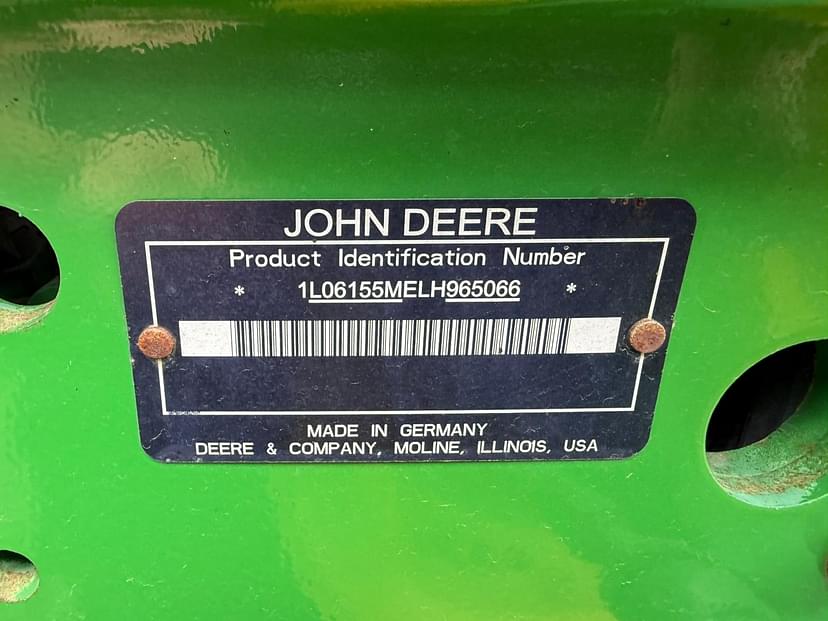 JOHN DEERE
Product Identification Number
* 1L06155MELH965066 *
MADE IN GERMANY
DEERE & COMPANY, MOLINE, ILLINOIS, USA